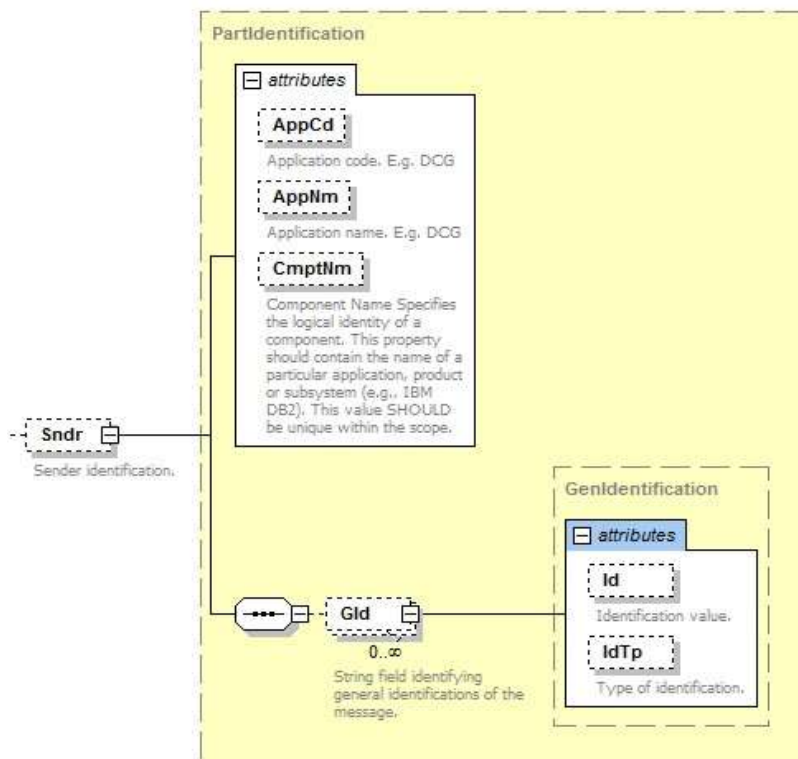 PartIdentification
attributes
AppCd
Application code. E.g. DCG
AppNm
Application name. E.g. DCG
CmptNm
Component Name Specifies
the logical identity of a
component. This property
should contain the name of a
particular application, product
or subsystem (e.g., IBM
DB2). This value SHOULD
be unique within the scope.
Sndr
Sender identification.
GenIdentification
attributes
Id
Identification value.
IdTp
Type of identification.
GId
0..∞
String field identifying
general identifications of the
message.